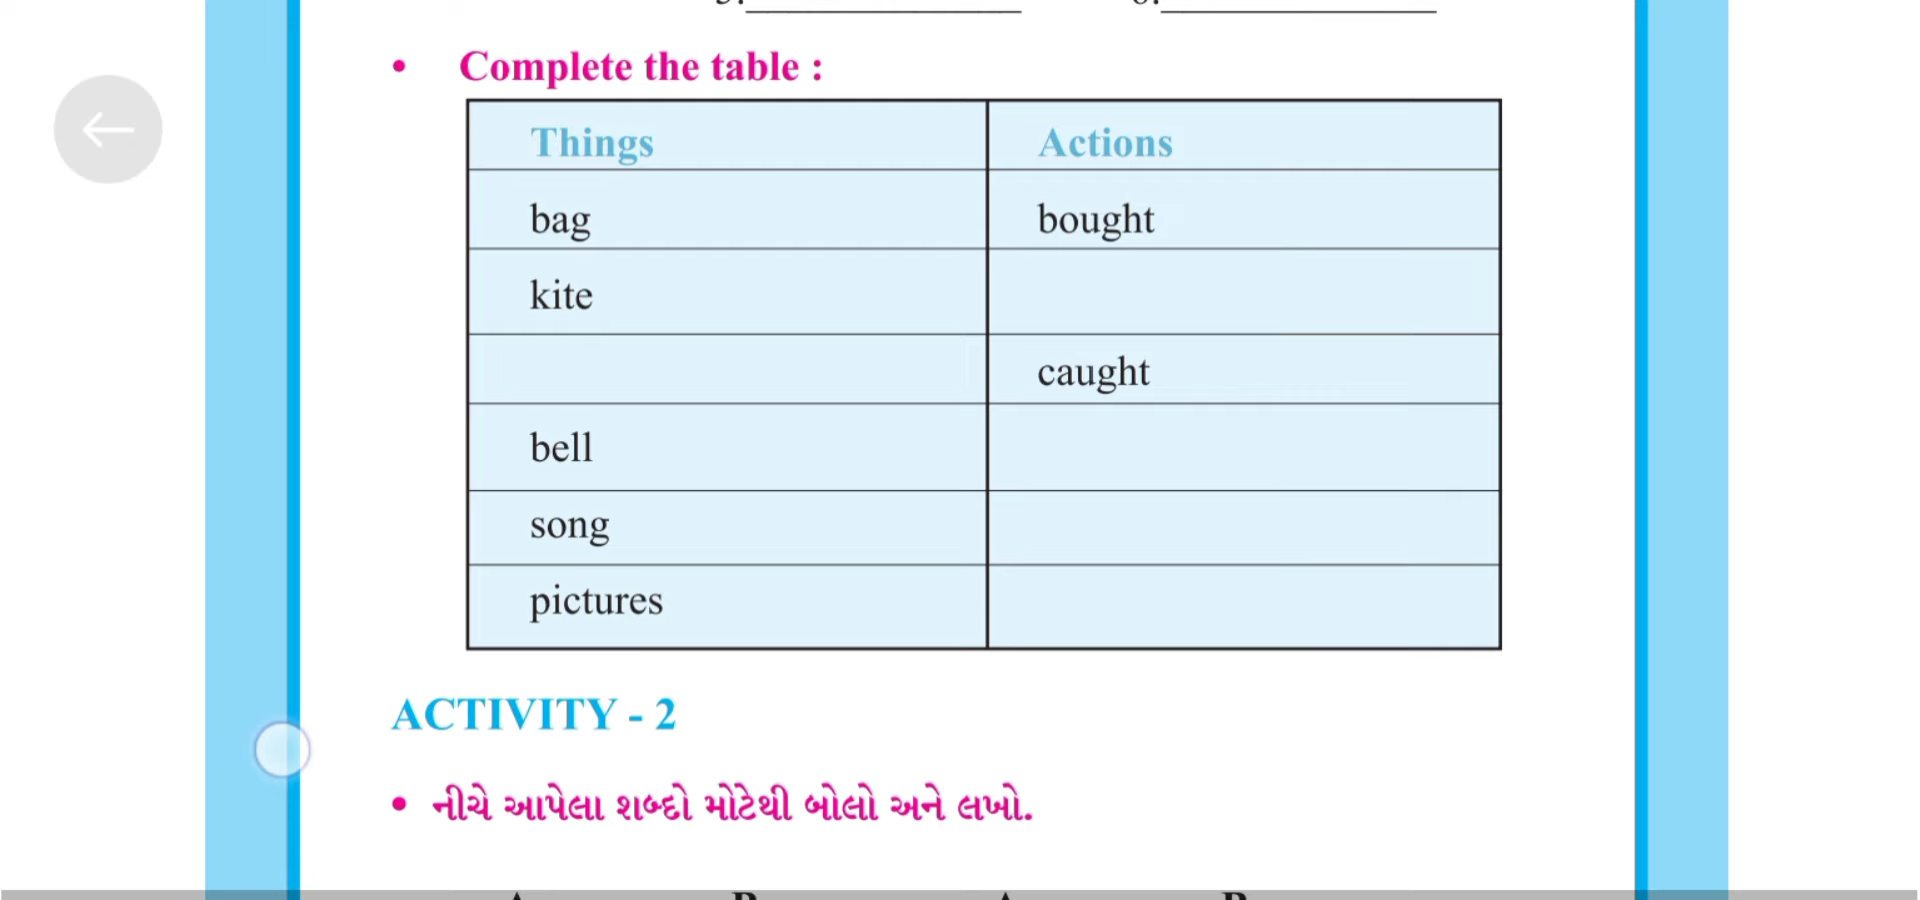 • Complete the table :
Things Actions
bag bought
kite
caught
bell
song
pictures
ACTIVITY - 2
• નીચે આપેલા શબ્દો મોટેથી બોલો અને લખો.